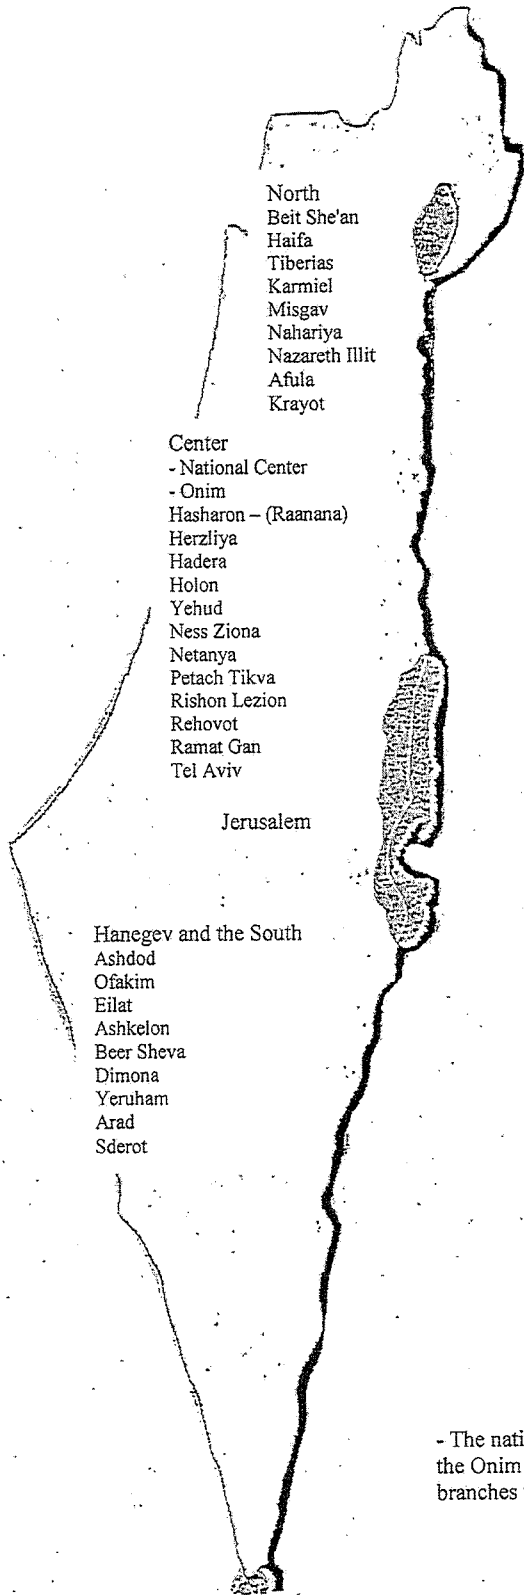 North
Beit She'an
Haifa
Tiberias
Karmiel
Misgav
Nahariya
Nazareth Illit
Afula
Krayot
Center
- National Center
- Onim
Hasharon – (Raanana)
Herzliya
Hadera
Holon
Yehud
Ness Ziona
Netanya
Petach Tikva
Rishon Lezion
Rehovot
Ramat Gan
Tel Aviv
Jerusalem
Hanegev and the South
Ashdod
Ofakim
Eilat
Ashkelon
Beer Sheva
Dimona
Yeruham
Arad
Sderot
- The
the Onim
branches